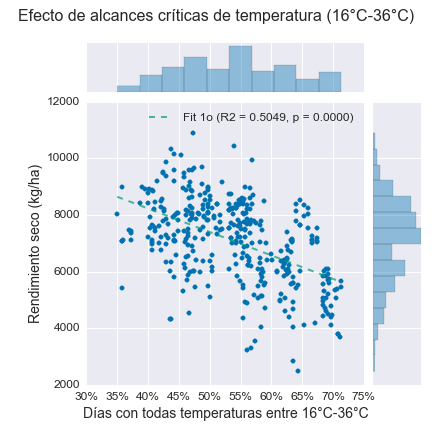 Efecto de alcances críticas de temperatura (16°C-36°C)
12000
Fit 1o (R2 = 0.5049, p = 0.0000)
10000
8000
6000
4000
2000
Rendimiento seco (kg/ha)
30% 35% 40% 45% 50% 55% 60% 65% 70% 75%
Días con todas temperaturas entre 16°C-36°C